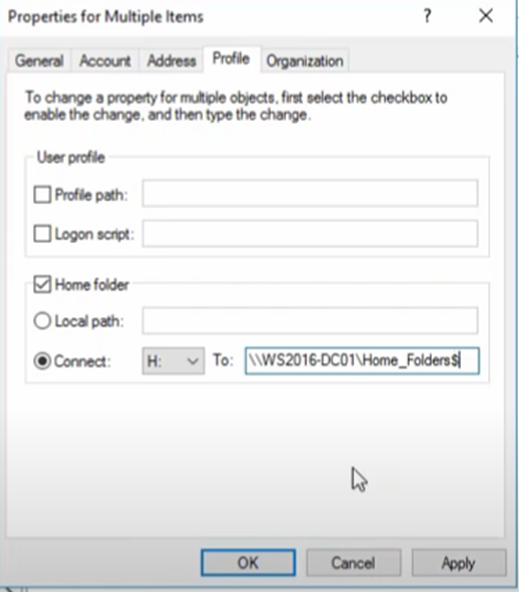 Properties for Multiple Items
?
General Account Address Profile Organization
To change a property for multiple objects, first select the checkbox to
enable the change, and then type the change.
User profile
Profile path:
Logon script:
Home folder
Local path:
Connect: H: To: \\WS2016-DC01\Home_Folders$
OK Cancel Apply